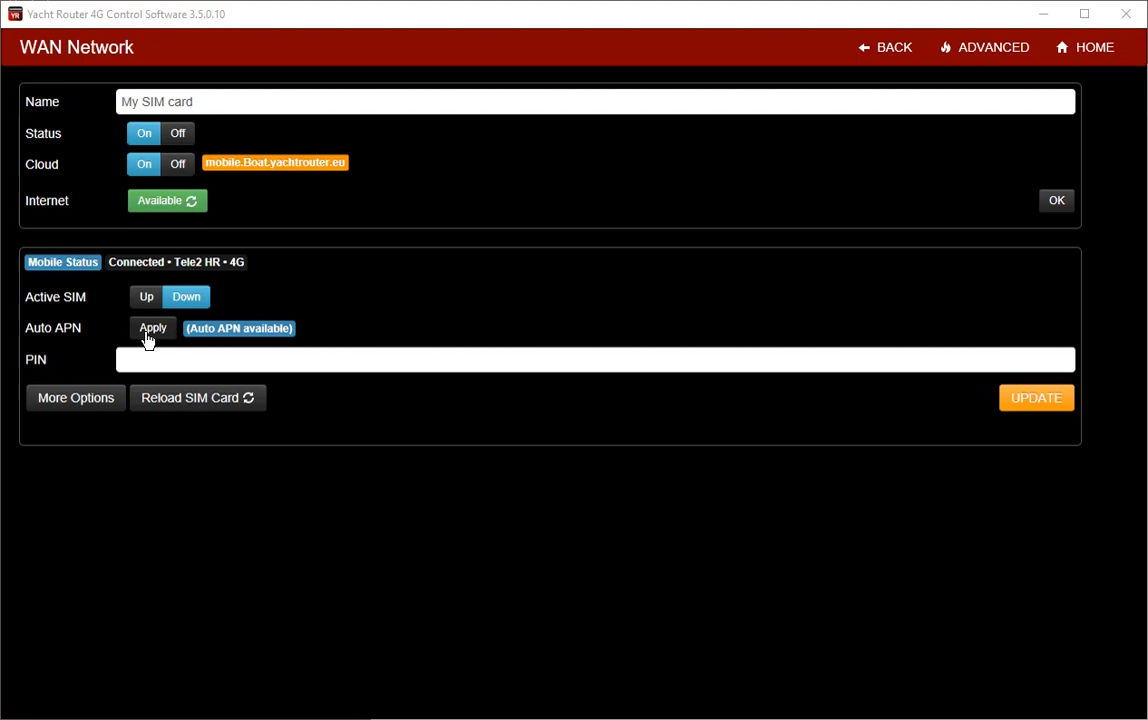 YR Yacht Router 4G Control Software 3.5.0.10
WAN Network BACK ADVANCED HOME
Name My SIM card
Status On Off
Cloud On Off mobile.Boat.yachtrouter.eu
Internet Available OK
Mobile Status Connected • Tele2 HR • 4G
Active SIM Up Down
Auto APN Apply (Auto APN available)
PIN
More Options Reload SIM Card UPDATE